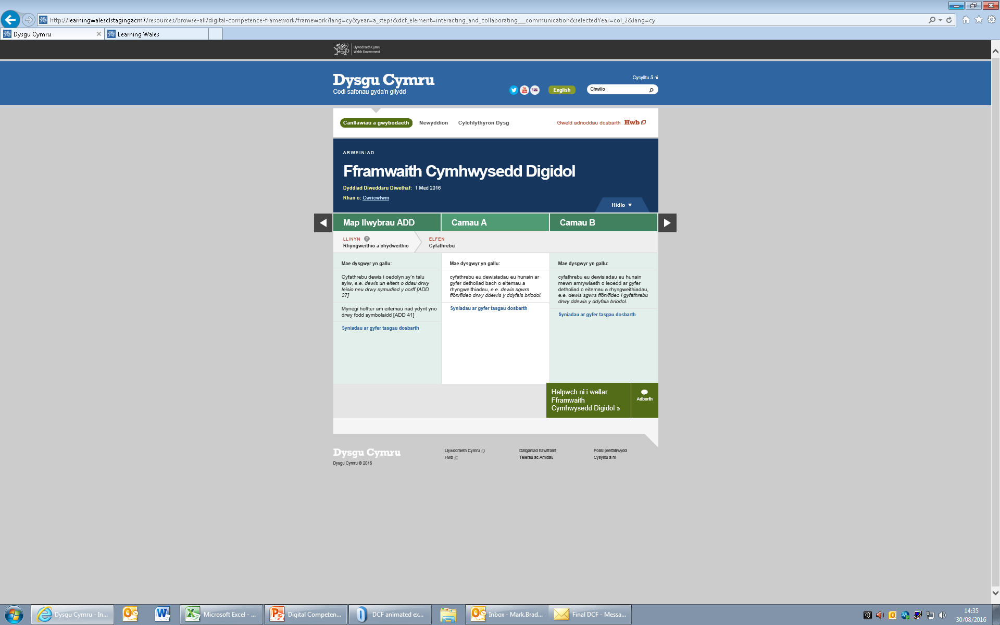 http://learningwalesclstagingacm7/resources/browse-all/digital-competence-framework/framework?lang=cy&year=a_steps&dcf_element=interacting_and_collaborating__communication&selectedYear=col_2&lang=cy
Dysgu Cymru
Learning Wales
Llywodraeth Cymru
Welsh Government
Dysgu Cymru
Codi safonau gyda'n gilydd
Cysylltu â ni
English
Chwilio
Canllawiau a gwybodaeth
Newyddion
Cylchlythyron Dysg
Gweld adnoddau dosbarth Hwb
ARWEINIAD
Fframwaith Cymhwysedd Digidol
Dyddiad Diweddaru Diwethaf: 1 Med 2016
Rhan o: Cwricwlwm
Hidlo ▼
Map llwybrau ADD
Camau A
Camau B
LLINYN ?
Rhyngweithio a chydweithio
ELFEN
Cyfathrebu
Mae dysgwyr yn gallu:
Cyfathrebu dewis i oedolyn sy'n talu
sylw, e.e. dewis un eitem o ddau drwy
leisio neu drwy symudiad y corff [ADD
37]
Mynegi hoffter am eitemau nad ydynt yno
drwy fodd symbolaidd [ADD 41]
Syniadau ar gyfer tasgau dosbarth
Mae dysgwyr yn gallu:
cyfathrebu eu dewisiadau eu hunain ar
gyfer detholiad bach o eitemau a
rhyngweithiadau, e.e. dewis sgwrs
ffôn/fideo drwy ddewis y ddyfais briodol.
Syniadau ar gyfer tasgau dosbarth
Mae dysgwyr yn gallu:
cyfathrebu eu dewisiadau eu hunain
mewn amrywiaeth o leoedd ar gyfer
detholiad o eitemau a rhyngweithiadau,
e.e. dewis sgwrs ffôn/fideo i gyfathrebu
drwy ddewis y ddyfais briodol.
Syniadau ar gyfer tasgau dosbarth
Helpwch ni i wellar
Fframwaith
Cymhwysedd Digidol »
Adborth
Dysgu Cymru
Dysgu Cymru © 2016
Llywodraeth Cymru
Hwb
Datganiad hawlfraint
Telerau ac Amodau
Polisi preifatrwydd
Cysylltu â ni
Dysgu Cymru - In...
Microsoft Excel - ...
Digital Competen...
DCF animated ex...
Inbox - Mark.Brad...
Final DCF - Messa...
14:35
30/08/2016